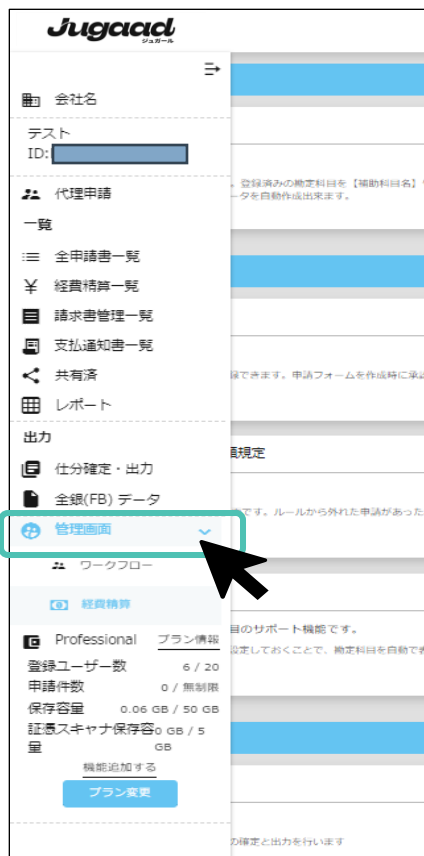 Jugaad
ジュガール
会社名
テスト
ID:
代理申請
。登録済みの勘定科目を【補助科目名】
ータを自動作成出来ます。
一覧
全申請書一覧
経費精算一覧
請求書管理一覧
支払通知書一覧
共有済
できます。申請フォームを作成時に承
レポート
出力
規定
仕分確定・出力
全銀(FB) データ
です。ルールから外れた申請があった
管理画面
ワークフロー
経費精算
目のサポート機能です。
Professional プラン情報
設定しておくことで、勘定科目を自動で
登録ユーザー数 6 / 20
申請件数 0 / 無制限
保存容量 0.06 GB / 50 GB
証憑スキャナ保存容 0 GB / 5
量 GB
機能追加する
プラン変更
の確定と出力を行います